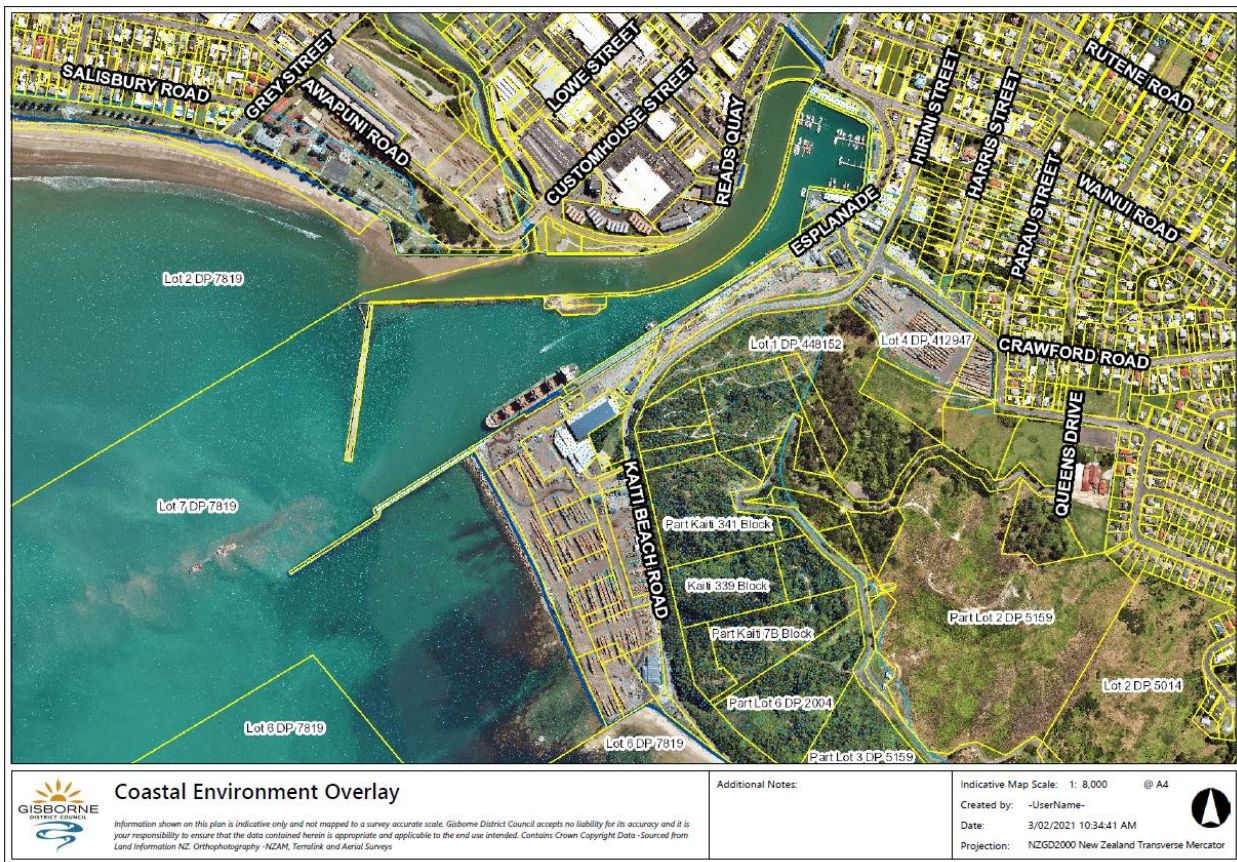 SALISBURY ROAD
GREY STREET
AWAPUNI ROAD
LOWE STREET
CUSTOMHOUSE STREET
READS QUAY
HIRINI STREET
HARRIS STREET
RUTENE ROAD
PARAU STREET
WAINUI ROAD
ESPLANADE
Lot 2 DP 7819
Lot 1 DP 448152
Lot 4 DP 412947
CRAWFORD ROAD
QUEENS DRIVE
KAITI BEACH ROAD
Lot 7 DP 7819
Part Kaiti 341 Block
Kaiti 339 Block
Part Kaiti 7B Block
Part Lot 2 DP 5159
Lot 2 DP 5014
Part Lot 6 DP 2004
Lot 6 DP 7819
Lot 6 DP 7819
Part Lot 3 DP 5159
GISBORNE
DISTRICT COUNCIL
Coastal Environment Overlay
Information shown on this plan is indicative only and not mapped to a survey accurate scale. Gisborne District Council accepts no liability for its accuracy and it is
your responsibility to ensure that the data contained herein is appropriate and applicable to the end use intended. Contains Crown Copyright Data -Sourced from
Land Information NZ. Orthophotography -NZAM, Terralink and Aerial Surveys
Additional Notes:
Indicative Map Scale: 1: 8,000 @ A4
Created by: -UserName-
Date: 3/02/2021 10:34:41 AM
Projection: NZGD2000 New Zealand Transverse Mercator